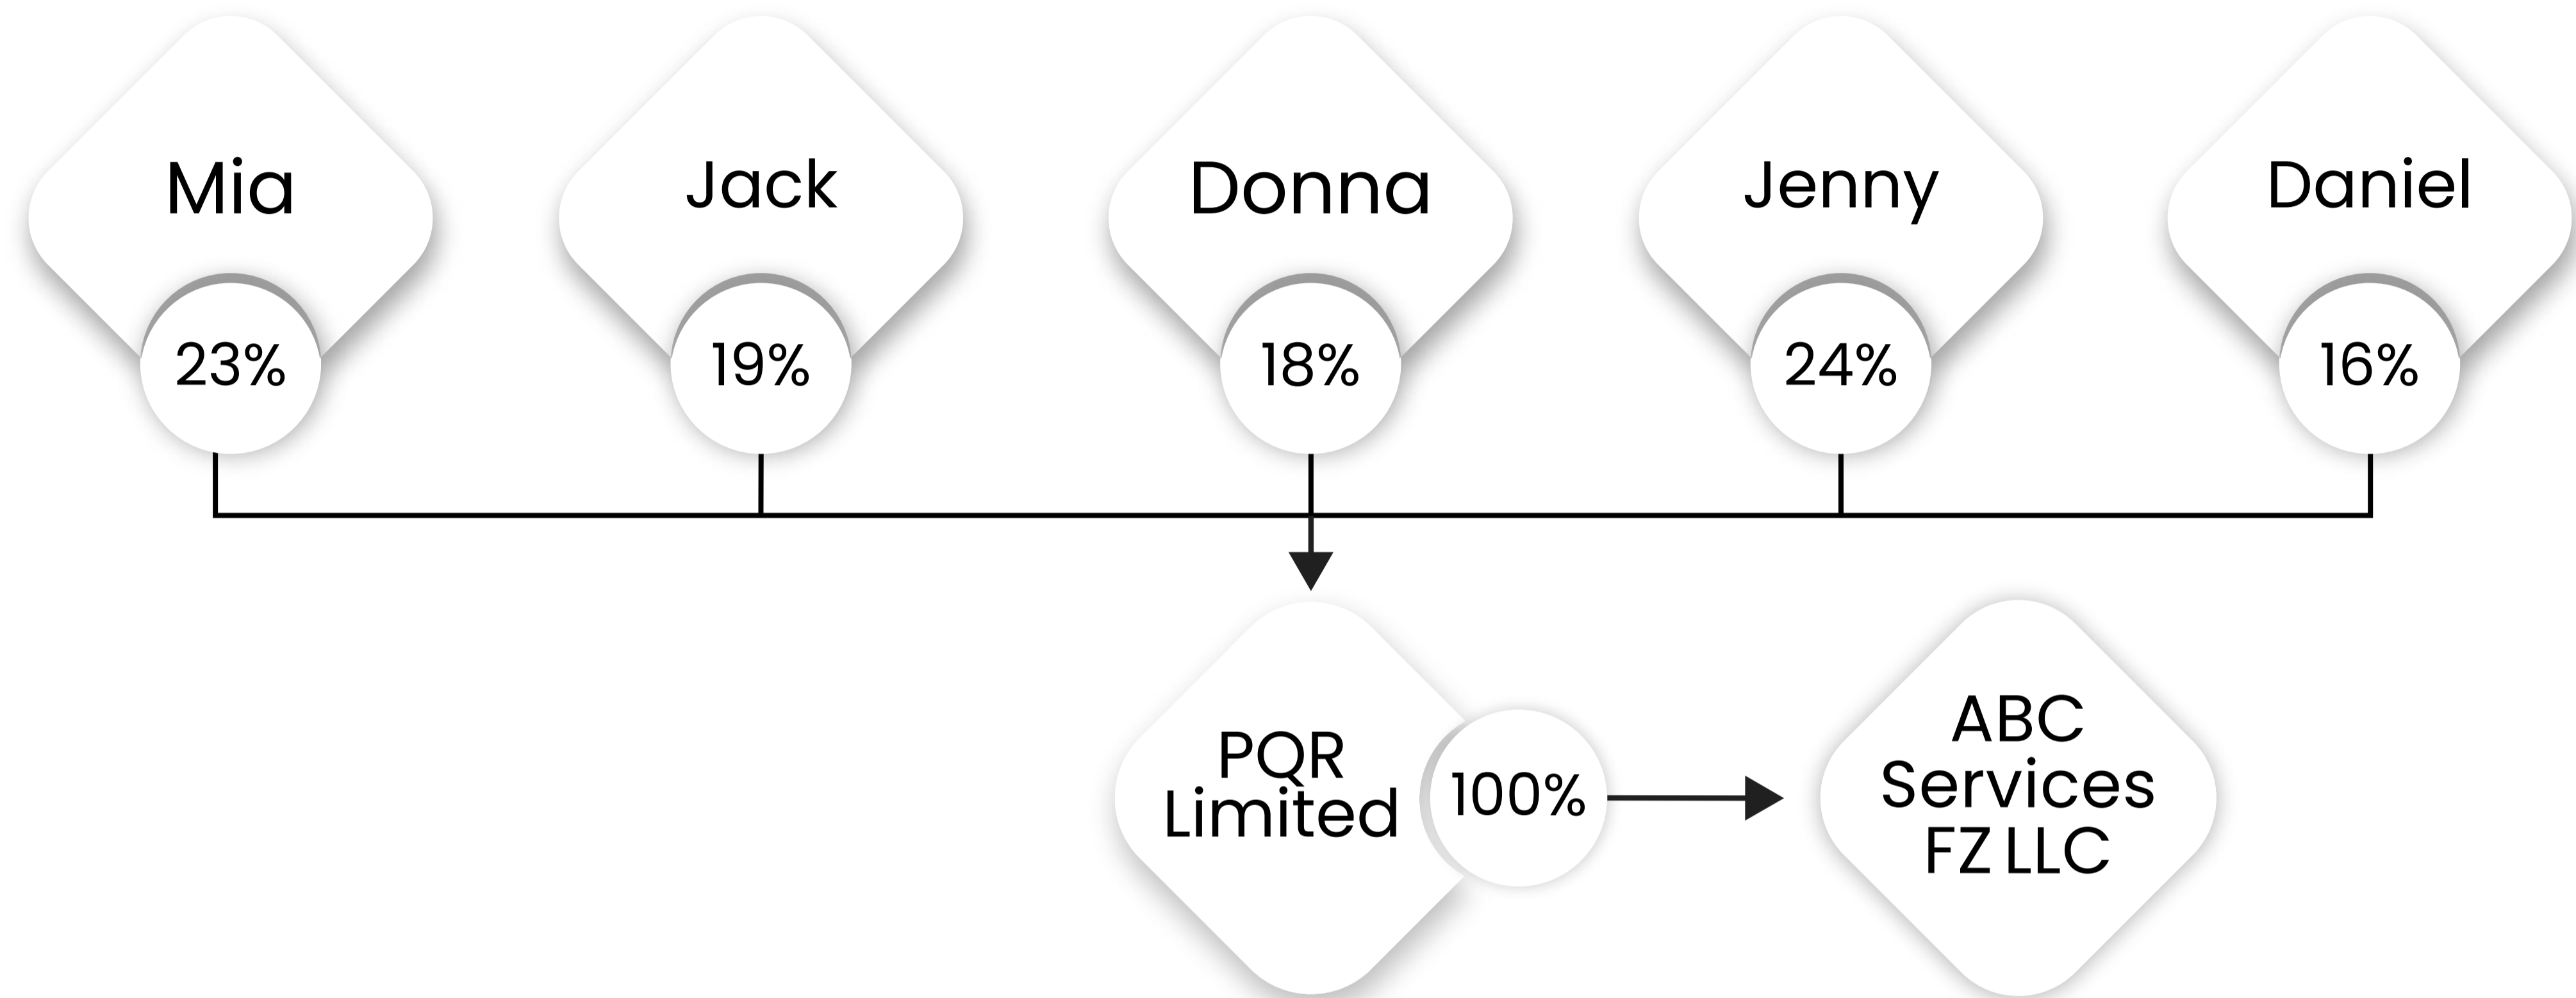 Mia
Jack
Donna
Jenny
Daniel
23%
19%
18%
24%
16%
PQR
Limited
100%
ABC
Services
FZ LLC